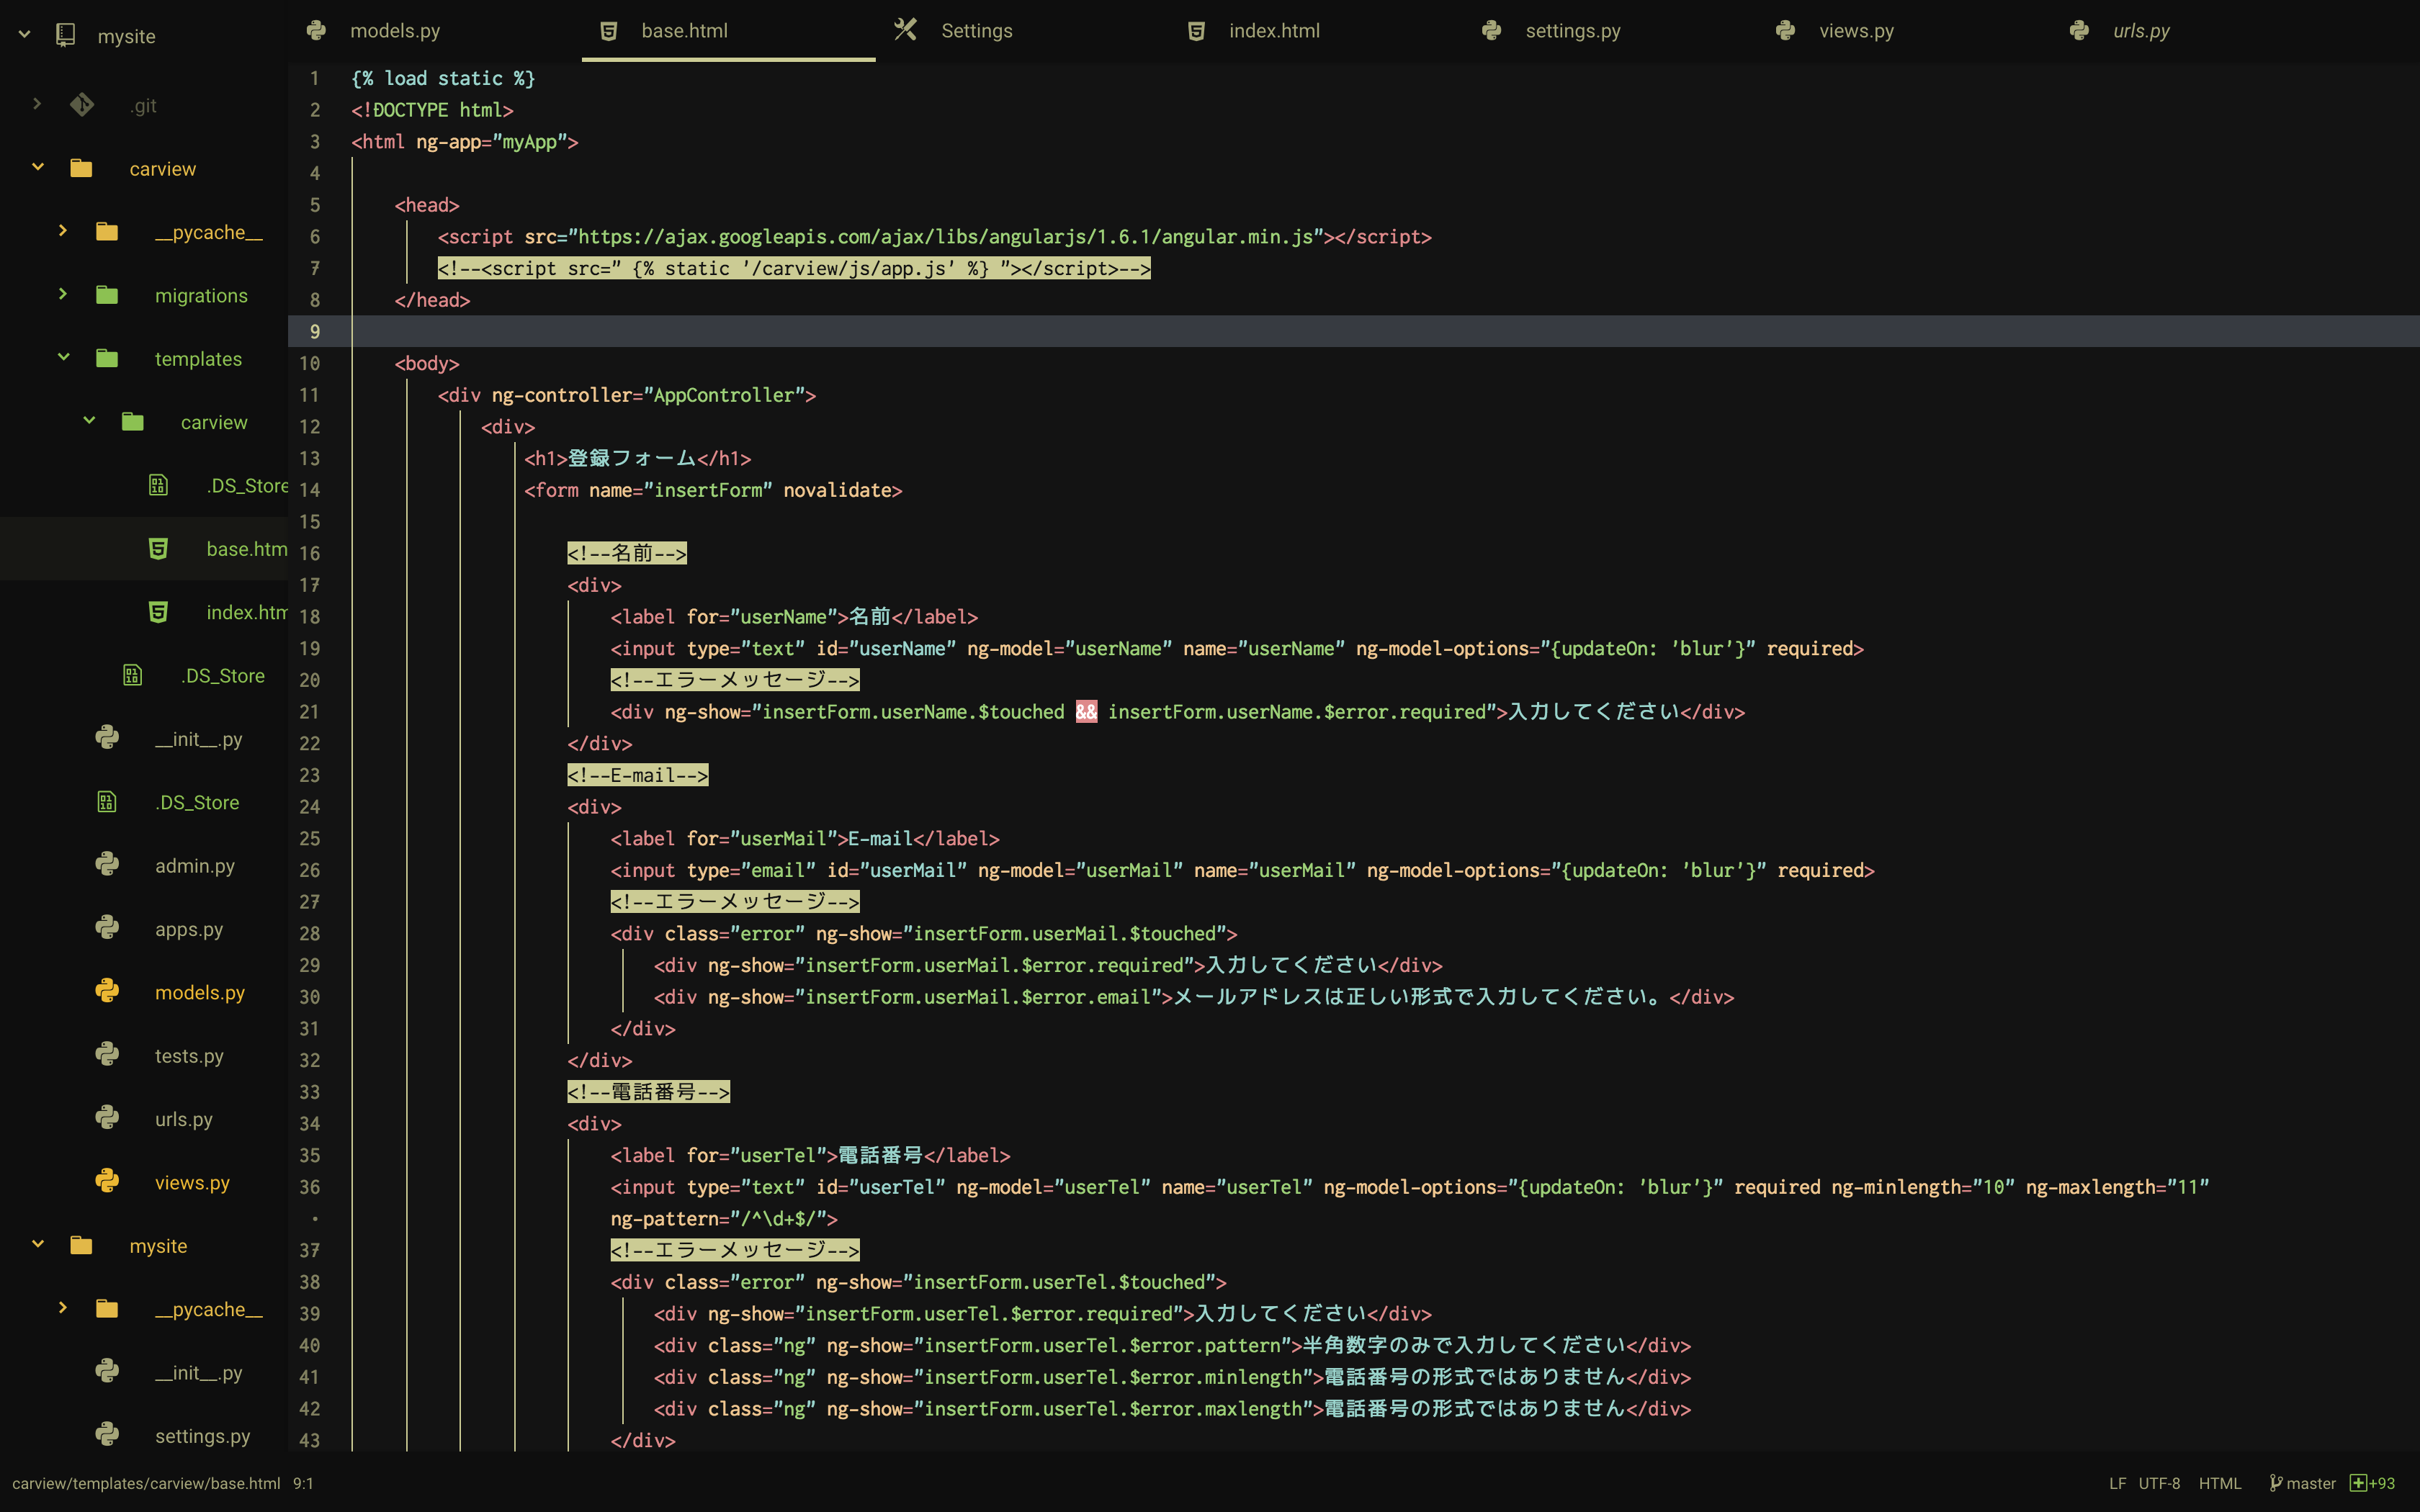 mysite
.git
carview
__pycache__
migrations
templates
carview
.DS_Store
base.htm
index.htm
.DS_Store
__init__.py
.DS_Store
admin.py
apps.py
models.py
tests.py
urls.py
views.py
mysite
__pycache__
__init__.py
settings.py
models.py base.html Settings index.html settings.py views.py urls.py
1 {% load static %}
2 <!DOCTYPE html>
3 <html ng-app="myApp">
4
5 <head>
6 <script src="https://ajax.googleapis.com/ajax/libs/angularjs/1.6.1/angular.min.js"></script>
7 <!--<script src=" {% static '/carview/js/app.js' %} "></script>-->
8 </head>
9
10 <body>
11 <div ng-controller="AppController">
12 <div>
13 <h1>登録フォーム</h1>
14 <form name="insertForm" novalidate>
15
16 <!--名前-->
17 <div>
18 <label for="userName">名前</label>
19 <input type="text" id="userName" ng-model="userName" name="userName" ng-model-options="{updateOn: 'blur'}" required>
20 <!--エラーメッセージ-->
21 <div ng-show="insertForm.userName.$touched && insertForm.userName.$error.required">入力してください</div>
22 </div>
23 <!--E-mail-->
24 <div>
25 <label for="userMail">E-mail</label>
26 <input type="email" id="userMail" ng-model="userMail" name="userMail" ng-model-options="{updateOn: 'blur'}" required>
27 <!--エラーメッセージ-->
28 <div class="error" ng-show="insertForm.userMail.$touched">
29 <div ng-show="insertForm.userMail.$error.required">入力してください</div>
30 <div ng-show="insertForm.userMail.$error.email">メールアドレスは正しい形式で入力してください。</div>
31 </div>
32 </div>
33 <!--電話番号-->
34 <div>
35 <label for="userTel">電話番号</label>
36 <input type="text" id="userTel" ng-model="userTel" name="userTel" ng-model-options="{updateOn: 'blur'}" required ng-minlength="10" ng-maxlength="11"
• ng-pattern="/^\d+$/">
37 <!--エラーメッセージ-->
38 <div class="error" ng-show="insertForm.userTel.$touched">
39 <div ng-show="insertForm.userTel.$error.required">入力してください</div>
40 <div class="ng" ng-show="insertForm.userTel.$error.pattern">半角数字のみで入力してください</div>
41 <div class="ng" ng-show="insertForm.userTel.$error.minlength">電話番号の形式ではありません</div>
42 <div class="ng" ng-show="insertForm.userTel.$error.maxlength">電話番号の形式ではありません</div>
43 </div>
carview/templates/carview/base.html 9:1 LF UTF-8 HTML master +93